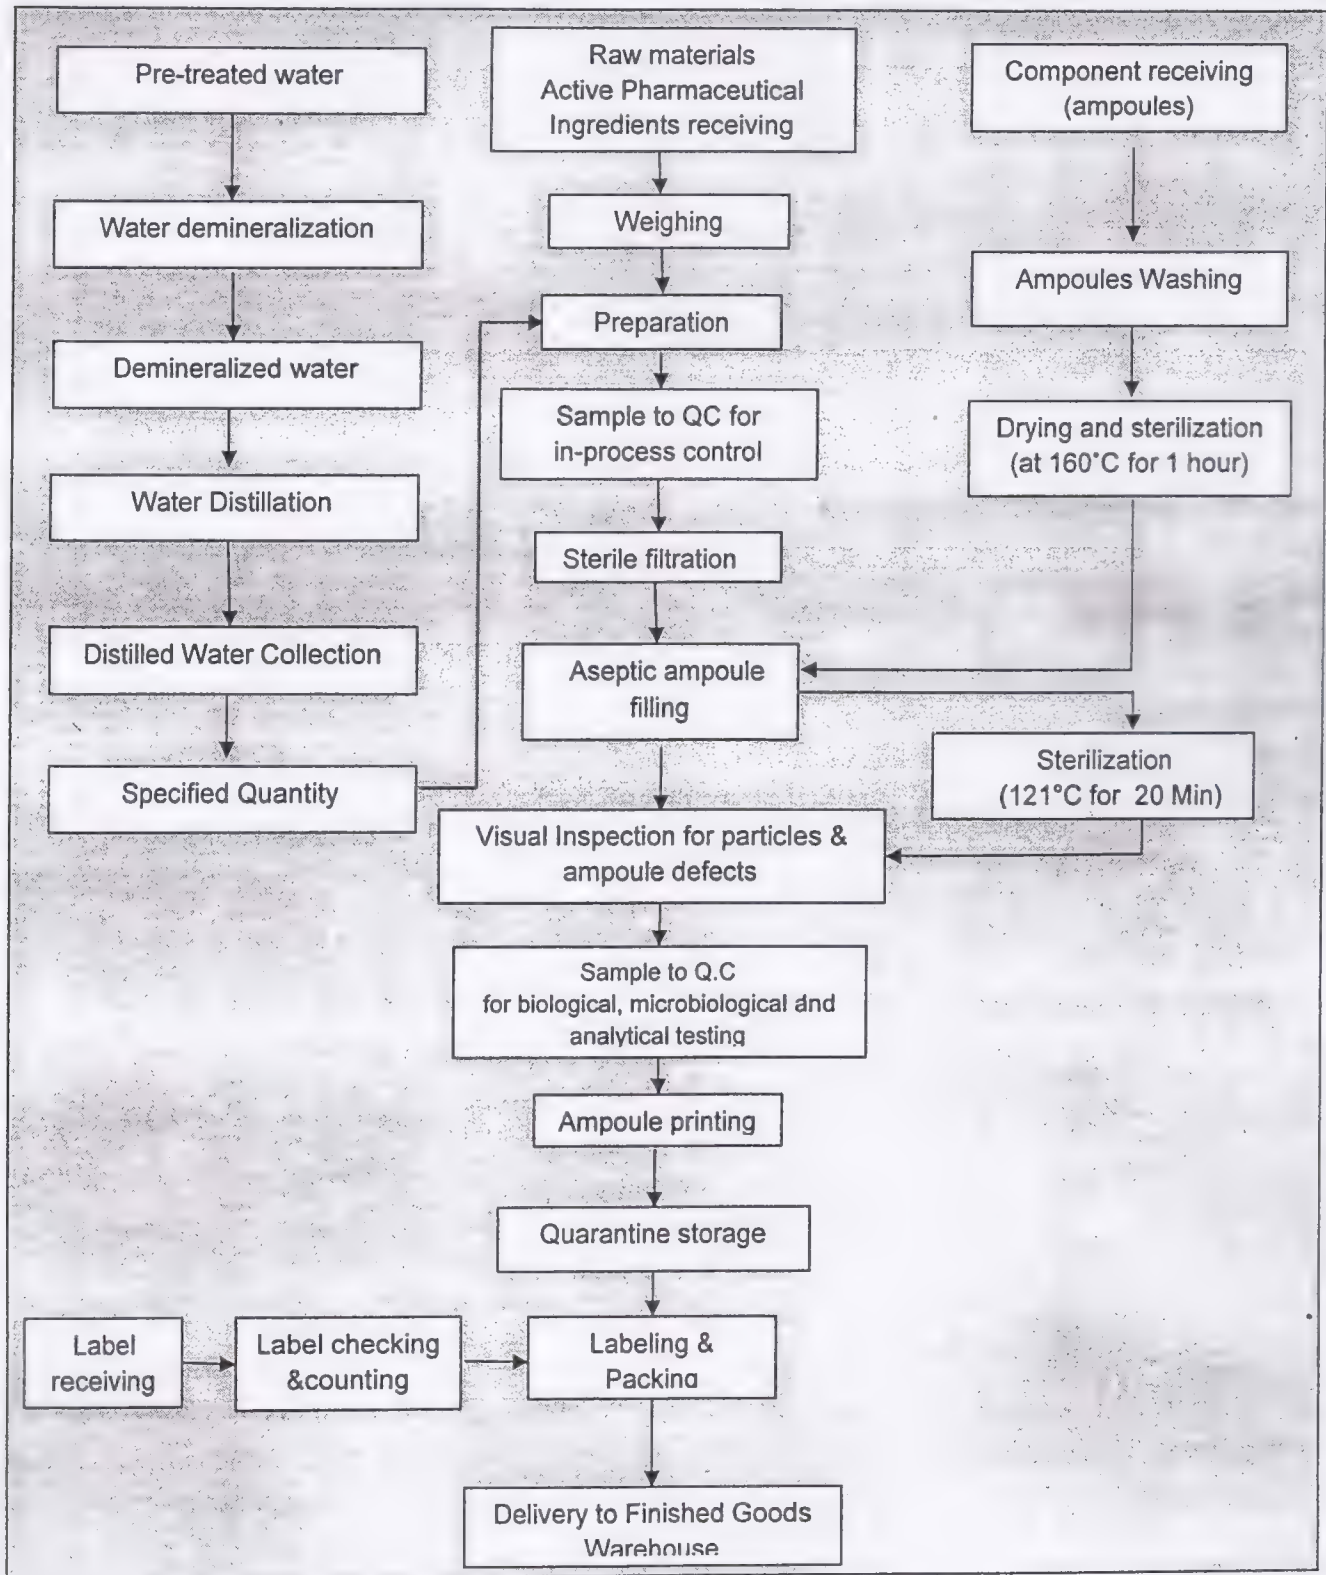 Pre-treated water
Water demineralization
Demineralized water
Water Distillation
Distilled Water Collection
Specified Quantity
Raw materials
Active Pharmaceutical
Ingredients receiving
Weighing
Preparation
Sample to QC for
in-process control
Sterile filtration
Aseptic ampoule
filling
Component receiving
(ampoules)
Ampoules Washing
Drying and sterilization
(at 160°C for 1 hour)
Sterilization
(121°C for 20 Min)
Visual Inspection for particles &
ampoule defects
Sample to Q.C
for biological, microbiological and
analytical testing
Ampoule printing
Quarantine storage
Label
receiving
Label checking
&counting
Labeling &
Packing
Delivery to Finished Goods
Warehouse